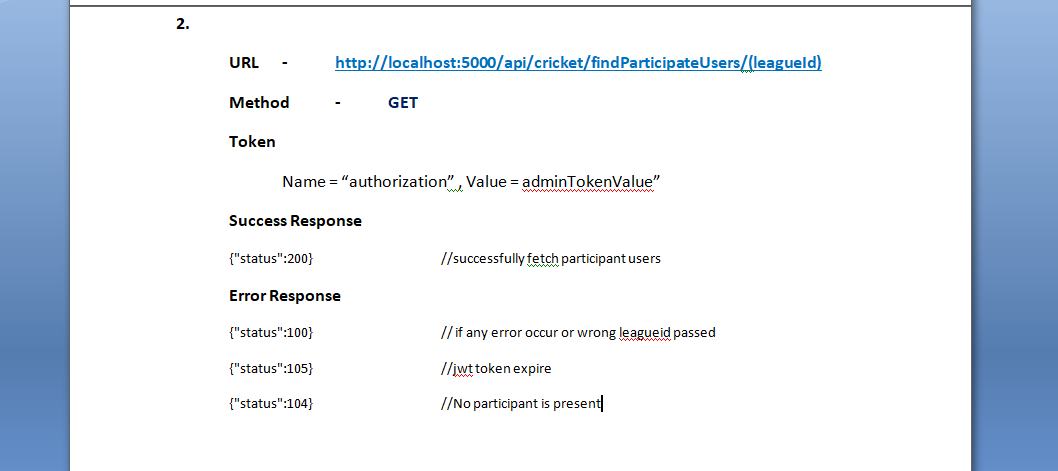 2.
URL - http://localhost:5000/api/cricket/findParticipateUsers/(leagueId)
Method - GET
Token
Name = “authorization” , Value = adminTokenValue”
Success Response
{"status":200} //successfully fetch participant users
Error Response
{"status":100} // if any error occur or wrong leagueid passed
{"status":105} //jwt token expire
{"status":104} //No participant is present